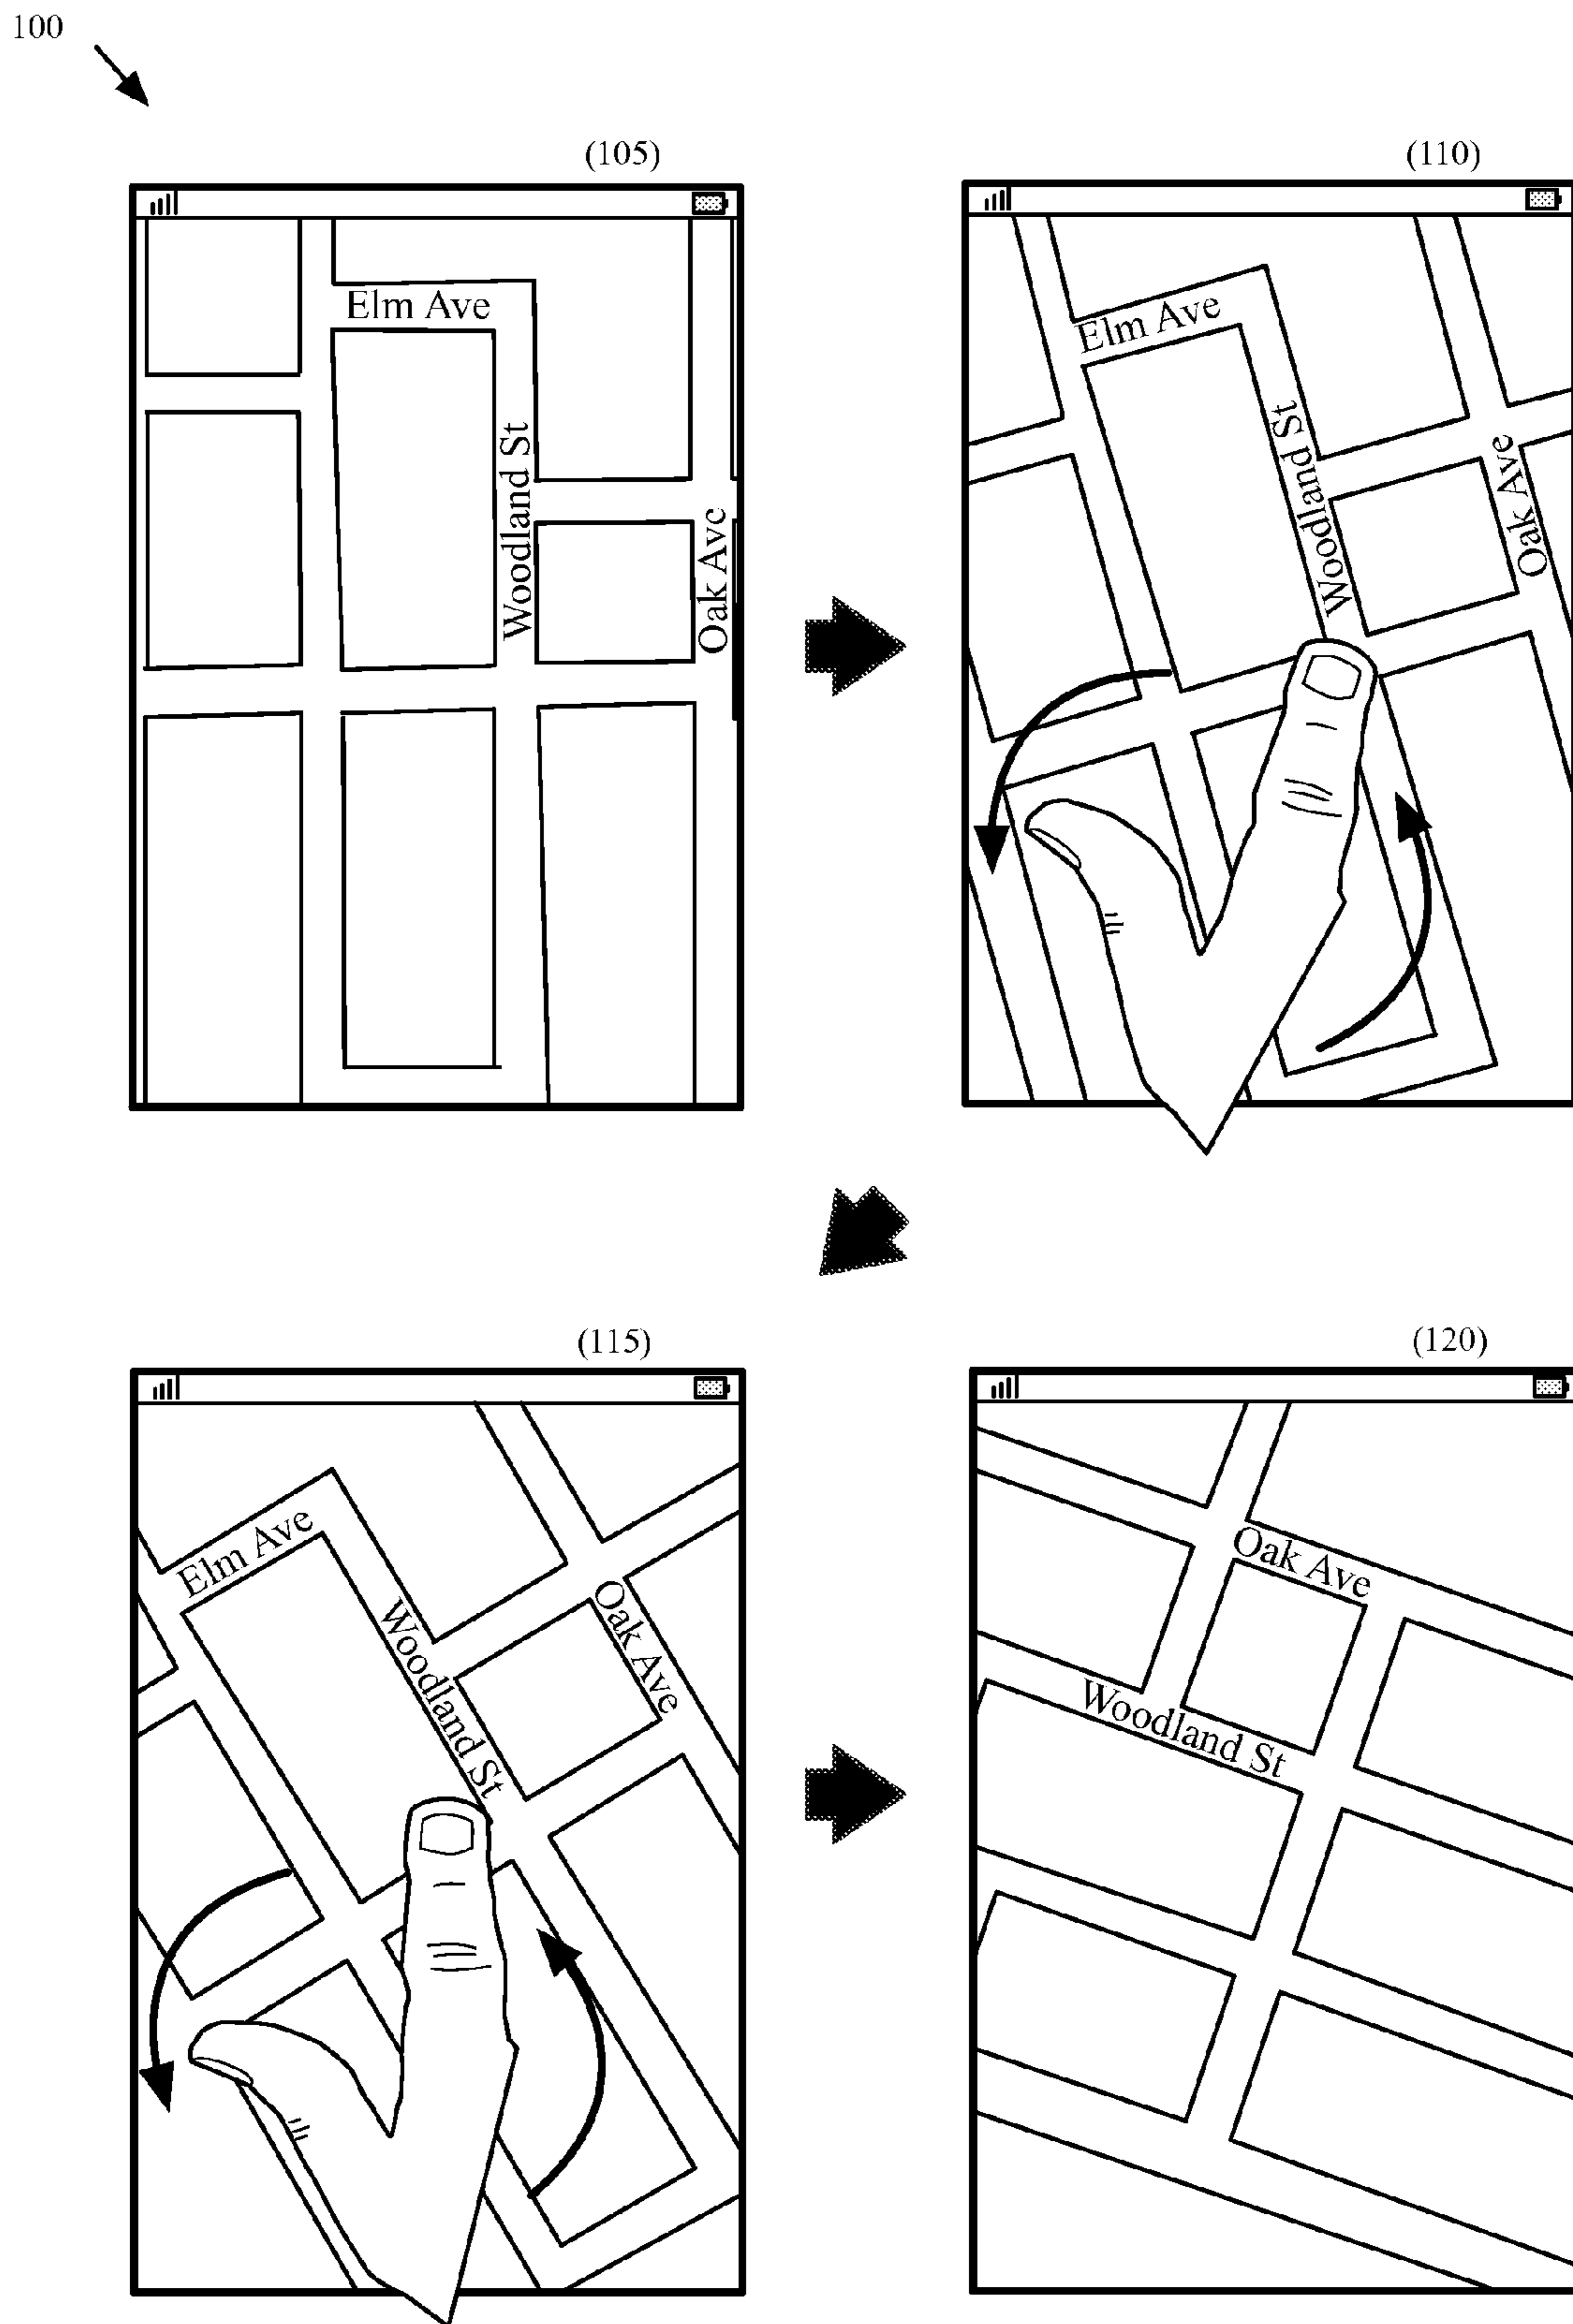 100
(105)
(110)
Elm Ave
Woodland St
Oak Ave
Elm Ave
Woodland St
Oak Ave
(115)
(120)
Elm Ave
Woodland St
Oak Ave
Oak Ave
Woodland St